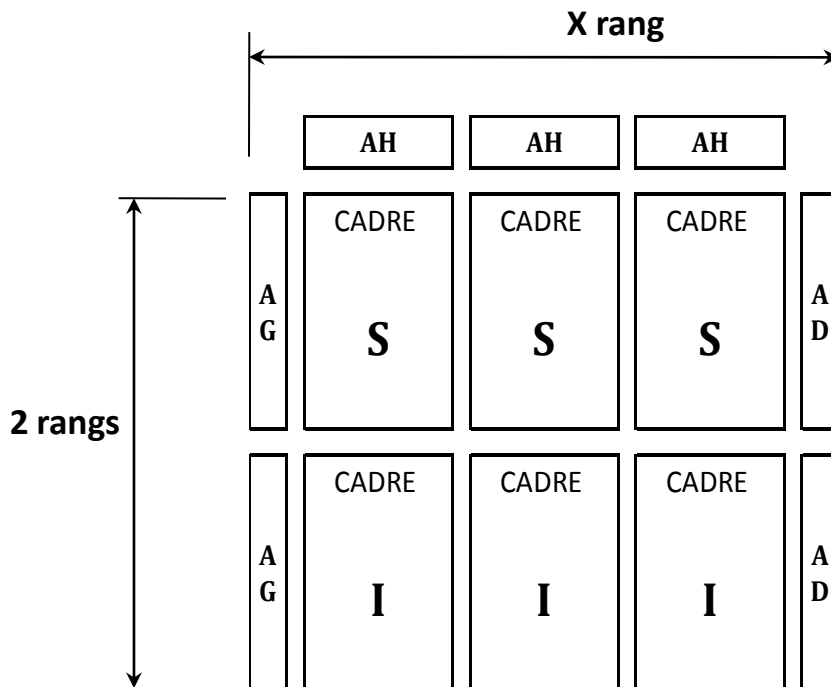 X rang
AH AH AH
CADRE CADRE CADRE
A G S S S A D
2 rangs
CADRE CADRE CADRE
A G I I I A D